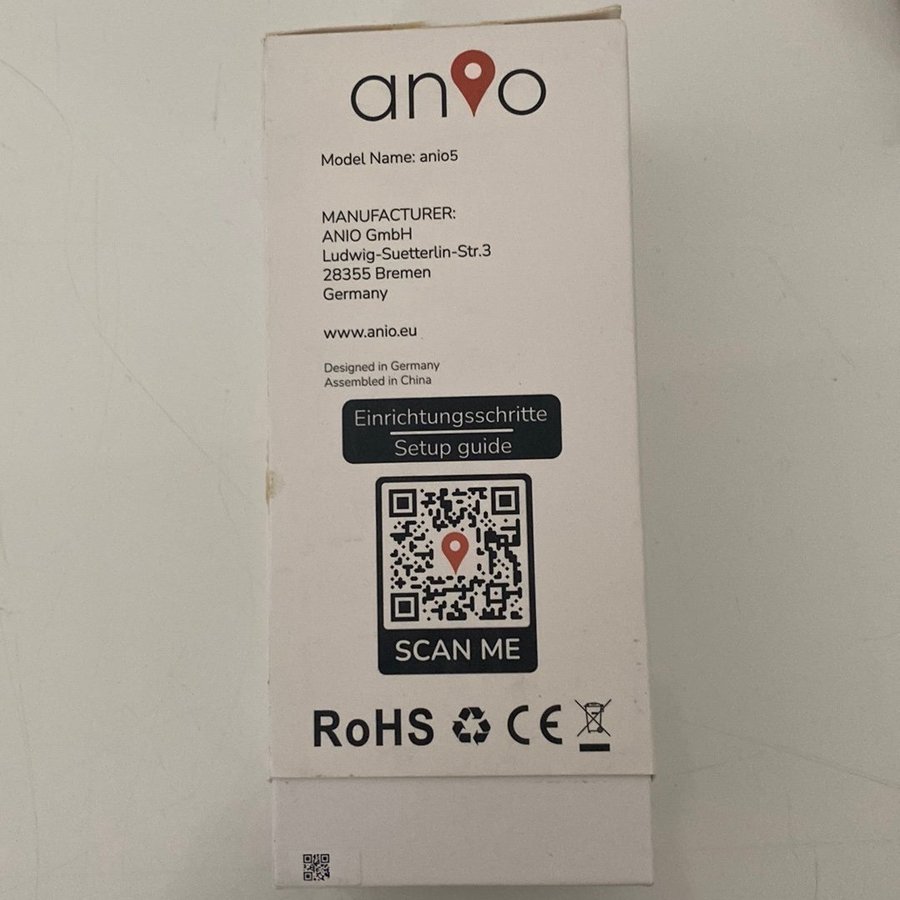 anio
Model Name: anio5
MANUFACTURER:
ANIO GmbH
Ludwig-Suetterlin-Str.3
28355 Bremen
Germany
www.anio.eu
Designed in Germany
Assembled in China
Einrichtungsschritte
Setup guide
SCAN ME
RoHS CE